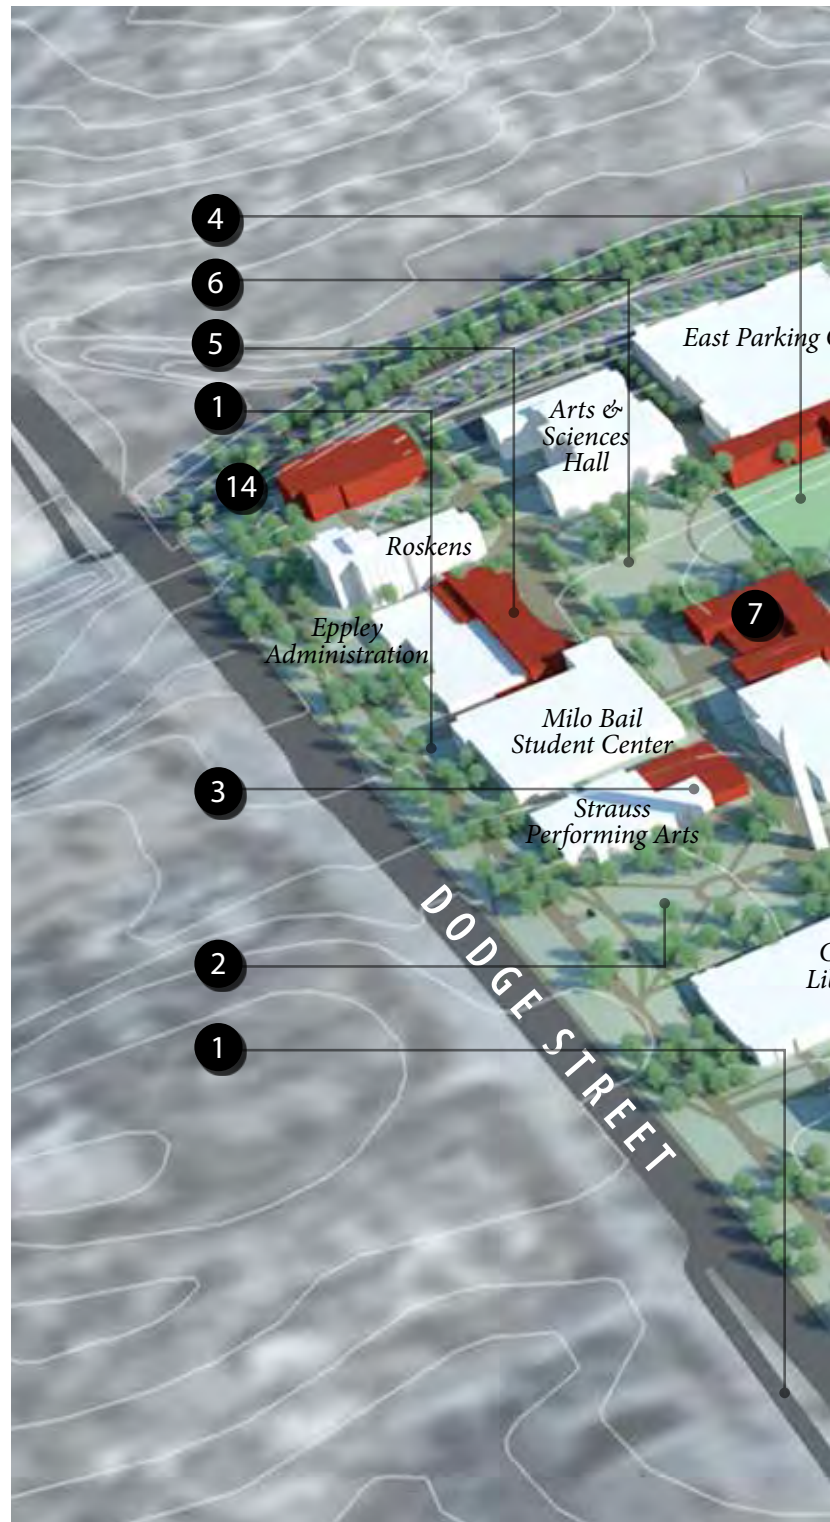 4
6
East Parking
5
Arts &
Sciences
Hall
1
14
Roskens
7
Eppley
Administration
Milo Bail
Student Center
3
Strauss
Performing Arts
DODGE STREET
2
1